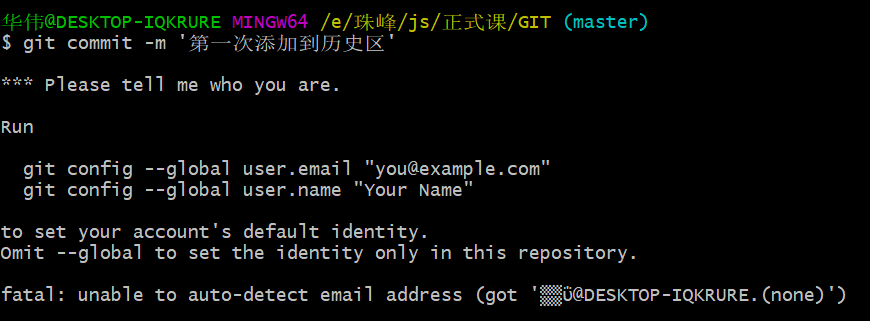 华伟@DESKTOP-IQKRURE MINGW64 /e/珠峰/js/正式课/GIT (master)
$ git commit -m '第一次添加到历史区'
*** Please tell me who you are.
Run
git config --global user.email "you@example.com"
git config --global user.name "Your Name"
to set your account's default identity.
Omit --global to set the identity only in this repository.
fatal: unable to auto-detect email address (got '▒▒ΰ@DESKTOP-IQKRURE.(none)')